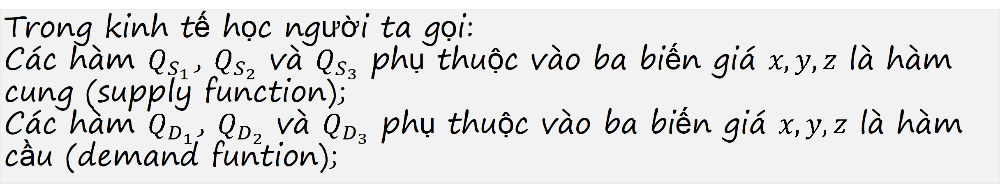 Trong kinh tế học người ta gọi:
Các hàm Q_{S_1}, Q_{S_2} và Q_{S_3} phụ thuộc vào ba biến giá x, y, z là hàm
cung (supply function);
Các hàm Q_{D_1}, Q_{D_2} và Q_{D_3} phụ thuộc vào ba biến giá x, y, z là hàm
cầu (demand funtion);